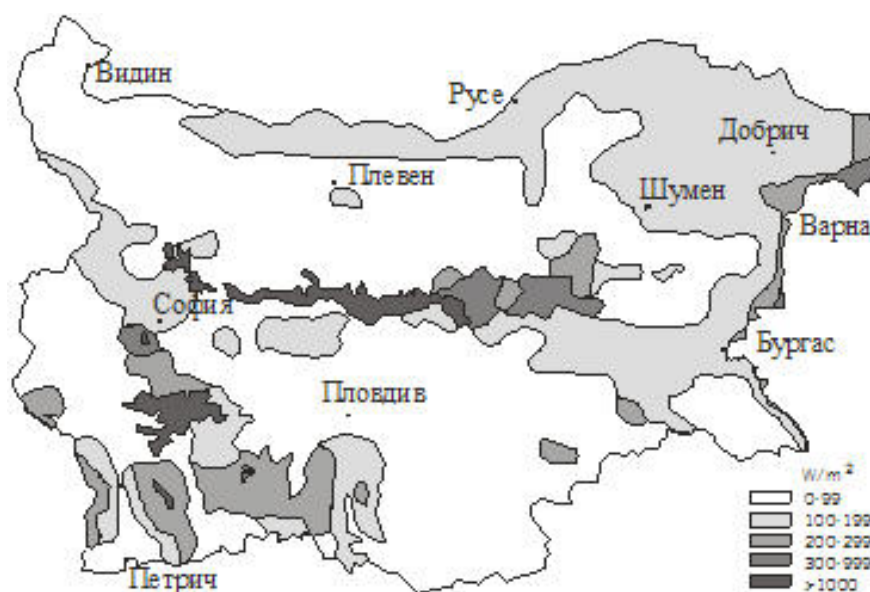 Видин
Русе
Добрич
Плевен
Шумен
Варна
София
Бургас
Пловдив
Петрич
W/m²
0-99
100-199
200-299
300-999
>1000